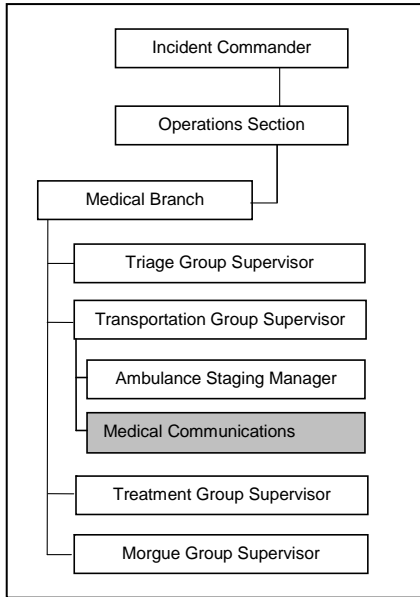 Incident Commander
Operations Section
Medical Branch
Triage Group Supervisor
Transportation Group Supervisor
Ambulance Staging Manager
Medical Communications
Treatment Group Supervisor
Morgue Group Supervisor